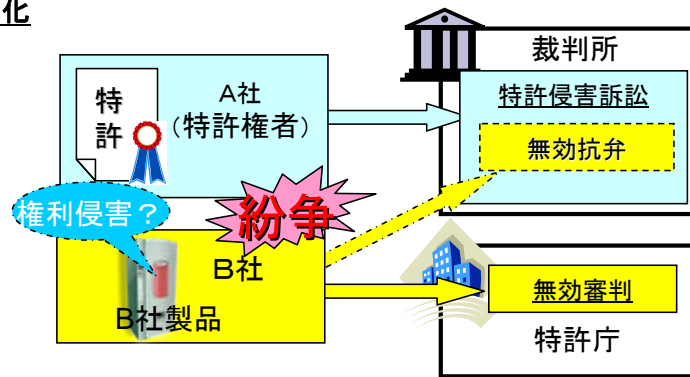 化
特
許
A社
(特許権者)
権利侵害?
紛争
B社
B社製品
裁判所
特許侵害訴訟
無効抗弁
無効審判
特許庁